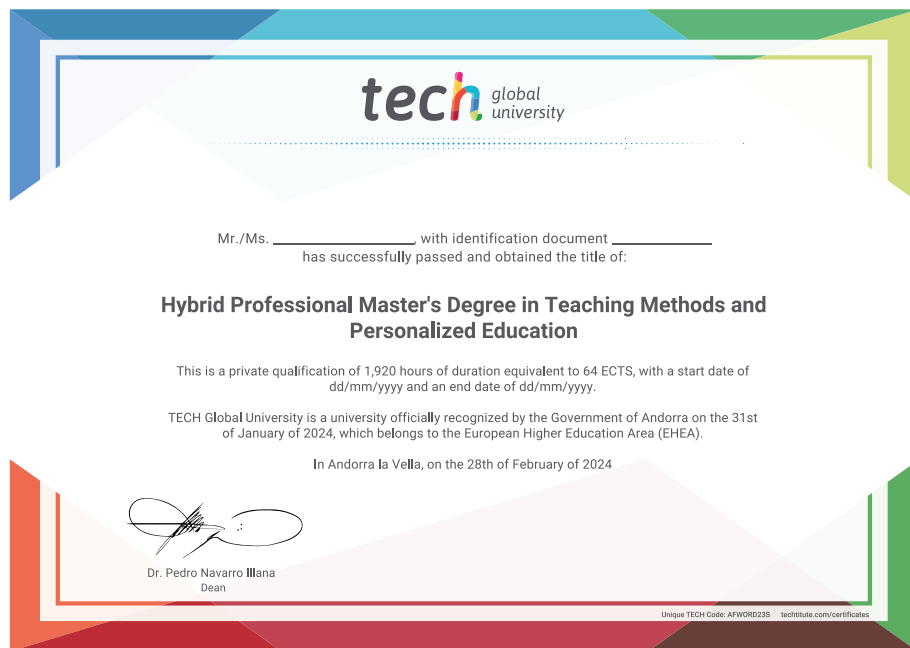 tech global
university
Mr./Ms. ____________, with identification document ____________
has successfully passed and obtained the title of:
Hybrid Professional Master's Degree in Teaching Methods and
Personalized Education
This is a private qualification of 1,920 hours of duration equivalent to 64 ECTS, with a start date of
dd/mm/yyyy and an end date of dd/mm/yyyy.
TECH Global University is a university officially recognized by the Government of Andorra on the 31st
of January of 2024, which belongs to the European Higher Education Area (EHEA).
In Andorra la Vella, on the 28th of February of 2024
Dr. Pedro Navarro Illana
Dean
Unique TECH Code: AFWORD23S techtitute.com/certificates